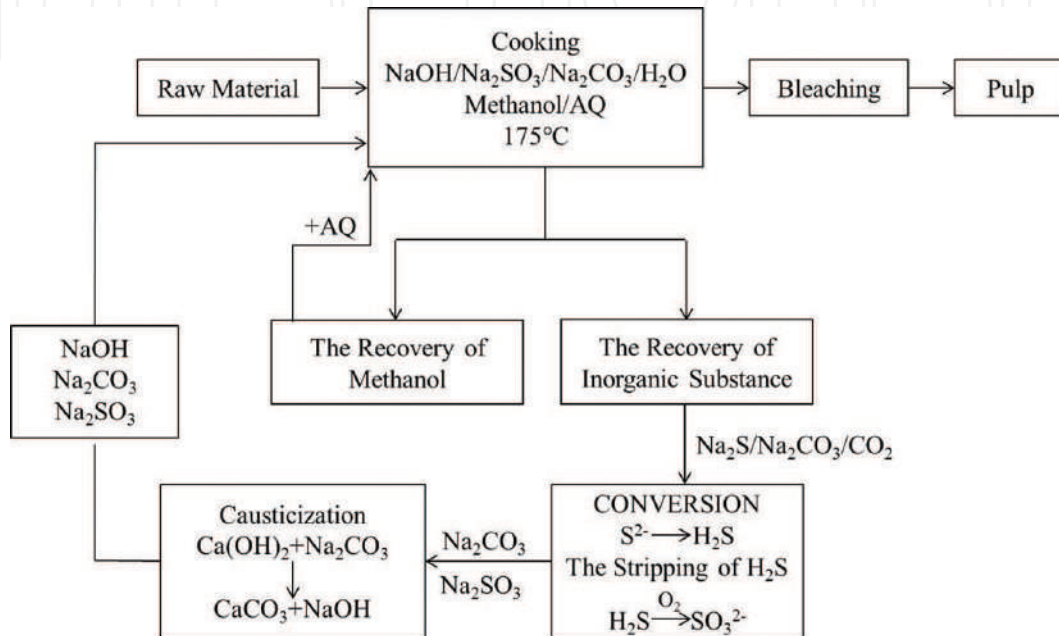 Cooking
NaOH/Na₂SO₃/Na₂CO₃/H₂O
Methanol/AQ
175℃
Raw Material
Bleaching
Pulp
+AQ
The Recovery of
Methanol
The Recovery of
Inorganic Substance
NaOH
Na₂CO₃
Na₂SO₃
Na₂S/Na₂CO₃/CO₂
CONVERSION
S²⁻→H₂S
The Stripping of H₂S
O₂
H₂S→SO₃²⁻
Na₂CO₃
Na₂SO₃
Causticization
Ca(OH)₂+Na₂CO₃
CaCO₃+NaOH